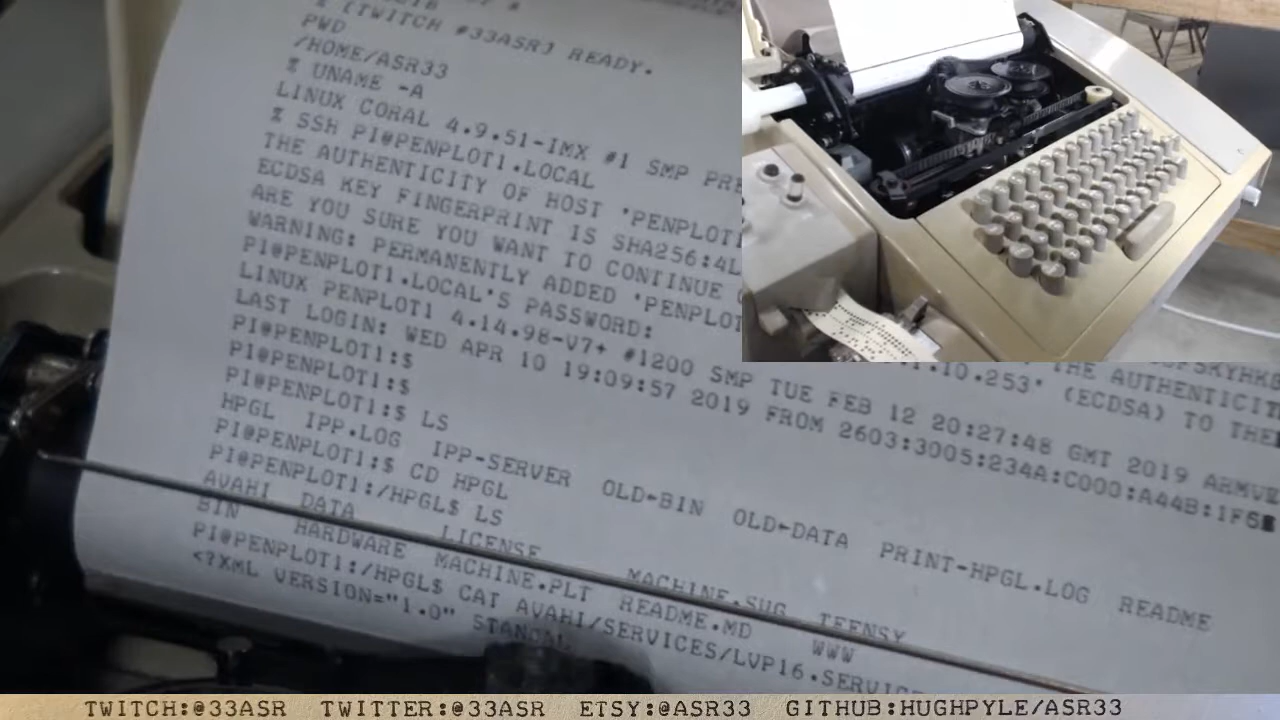 % (TWITCH @33ASR) READY.
PWD
/HOME/ASR33
% UNAME -A
LINUX CORAL 4.9.51-IMX #1 SMP PRE
% SSH PI@PENPLOT1.LOCAL
THE AUTHENTICITY OF HOST 'PENPLOT1
ECDSA KEY FINGERPRINT IS SHA256:4L
ARE YOU SURE YOU WANT TO CONTINUE
WARNING: PERMANENTLY ADDED 'PENPLOT 10.253' (ECDSA) TO THE
PI@PENPLOT1.LOCAL'S PASSWORD:
LINUX PENPLOT1 4.14.98-V7+ #1200 SMP TUE FEB 12 20:27:48 GMT 2019 ARMV
LAST LOGIN: WED APR 10 19:09:57 2019 FROM 2603:3005:234A:C000:A44B:1F6
PI@PENPLOT1:$
PI@PENPLOT1:$
PI@PENPLOT1:$ LS
HPGL IPP.LOG IPP-SERVER OLD←BIN OLD←DATA PRINT-HPGL.LOG README
PI@PENPLOT1:$ CD HPGL
PI@PENPLOT1:/HPGL$ LS
AVAHI DATA LICENSE MACHINE.SVG TEENSY
BIN HARDWARE MACHINE.PLT README.MD WWW
PI@PENPLOT1:/HPGL$ CAT AVAHI/SERVICES/LVP16.SERVIC
<?XML VERSION="1.0" STANDAL
TWITCH:@33ASR TWITTER:@33ASR ETSY:@ASR33 GITHUB:HUGHPYLE/ASR33